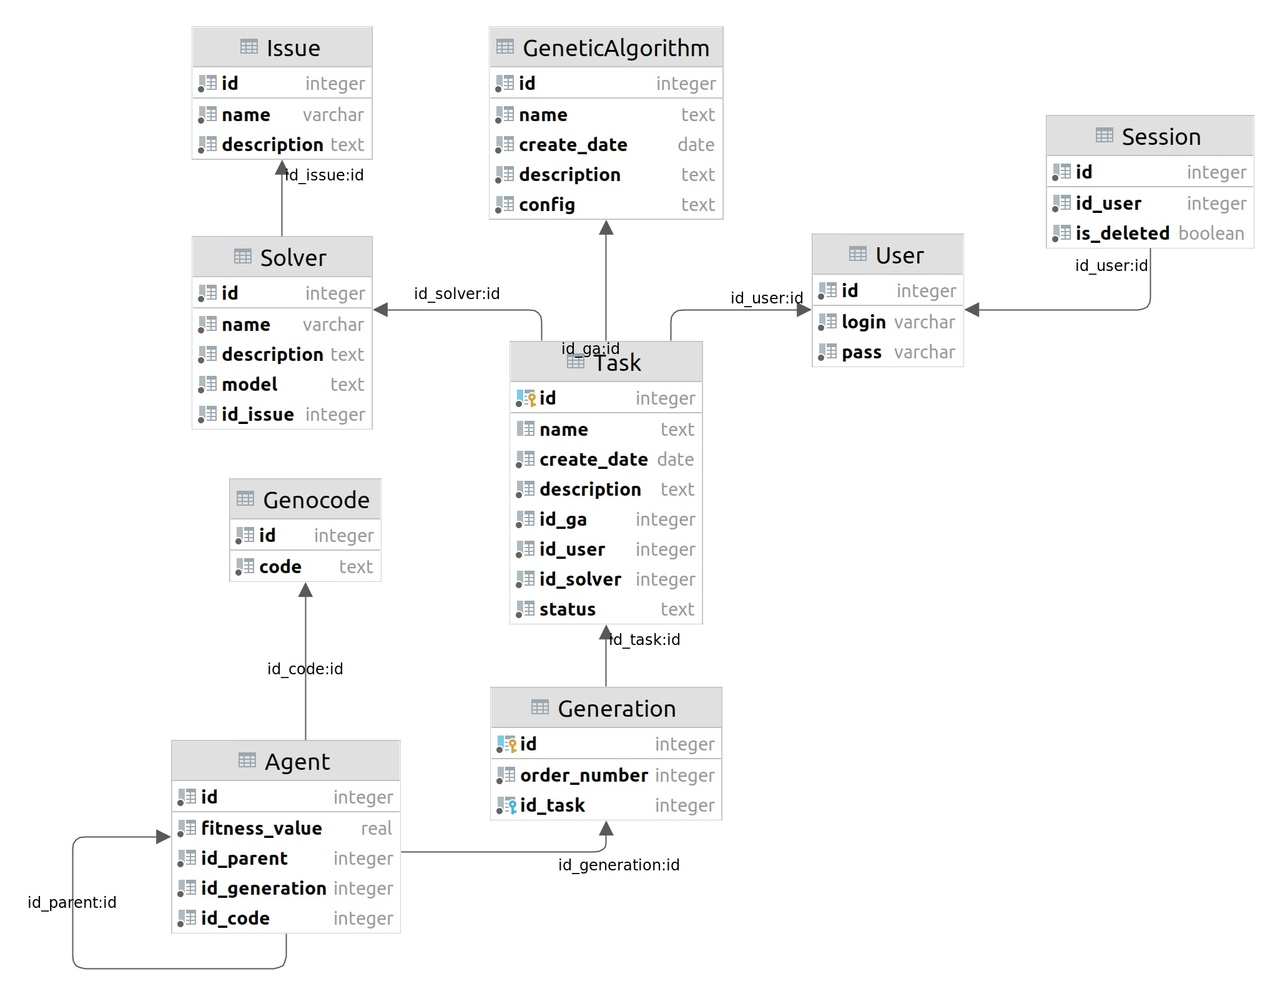 Issue
id integer
name varchar
description text
id_issue:id
GeneticAlgorithm
id integer
name text
create_date date
description text
config text
Session
id integer
id_user integer
is_deleted boolean
id_user:id
Solver
id integer
name varchar
description text
model text
id_issue integer
id_solver:id
id_ga:id
id_user:id
User
id integer
login varchar
pass varchar
Task
id integer
name text
create_date date
description text
id_ga integer
id_user integer
id_solver integer
status text
id_task:id
Genocode
id integer
code text
id_code:id
Generation
id integer
order_number integer
id_task integer
id_generation:id
Agent
id integer
fitness_value real
id_parent integer
id_generation integer
id_code integer
id_parent:id